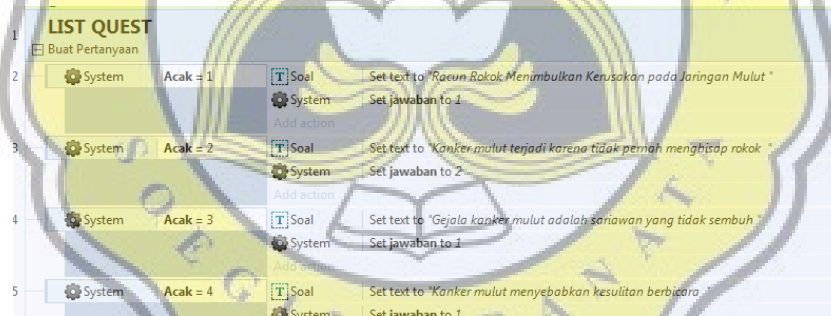 LIST QUEST
1
Buat Pertanyaan
2 System Acak = 1 T Soal Set text to "Racun Rokok Menimbulkan Kerusakan pada Jaringan Mulut "
System Set jawaban to 1
Add action
3 System Acak = 2 T Soal Set text to "Kanker mulut terjadi karena tidak pernah menghisap rokok "
System Set jawaban to 2
Add action
4 System Acak = 3 T Soal Set text to "Gejala kanker mulut adalah sariawan yang tidak sembuh "
System Set jawaban to 1
Add action
5 System Acak = 4 T Soal Set text to "Kanker mulut menyebabkan kesulitan berbicara "
System Set jawaban to 1